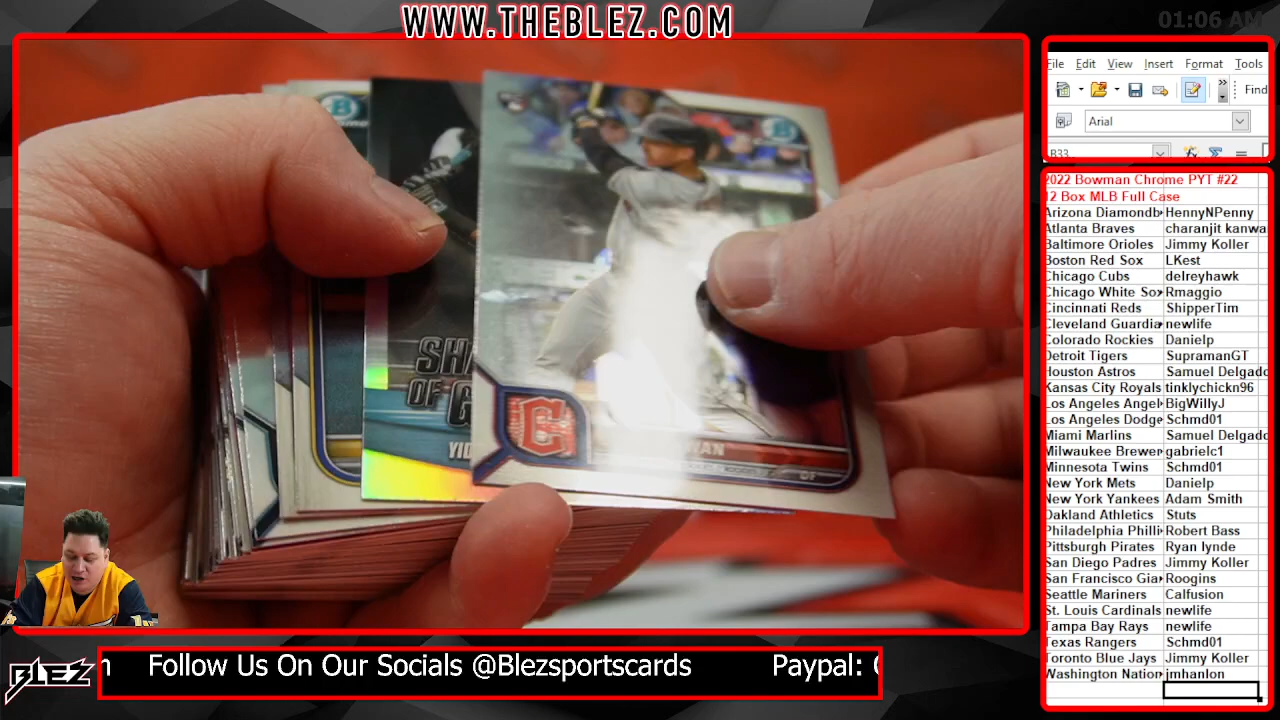 WWW.THEBLEZ.COM
01:06 AM
File Edit View Insert Format Tools
Find
Arial
B33
2022 Bowman Chrome PYT #22
12 Box MLB Full Case
Arizona Diamondb HennyNPenny
Atlanta Braves charanjit kanwa
Baltimore Orioles Jimmy Koller
Boston Red Sox LKest
Chicago Cubs delreyhawk
Chicago White Sox Rmaggio
Cincinnati Reds ShipperTim
Cleveland Guardia newlife
Colorado Rockies Danielp
Detroit Tigers SupramanGT
Houston Astros Samuel Delgado
Kansas City Royals tinklychickn96
Los Angeles Angel BigWillyJ
Los Angeles Dodge Schmd01
Miami Marlins Samuel Delgado
Milwaukee Brewer gabrielc1
Minnesota Twins Schmd01
New York Mets Danielp
New York Yankees Adam Smith
Oakland Athletics Stuts
Philadelphia Philli Robert Bass
Pittsburgh Pirates Ryan lynde
San Diego Padres Jimmy Koller
San Francisco Gia Roogins
Seattle Mariners Calfusion
St. Louis Cardinals newlife
Tampa Bay Rays newlife
Texas Rangers Schmd01
Toronto Blue Jays Jimmy Koller
Washington Nation jmhanlon
SHA
OF G
YID
WAN
OF
BLEZ
Follow Us On Our Socials @Blezsportscards Paypal: